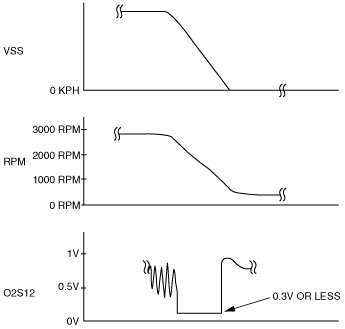 VSS
0 KPH
3000 RPM
2000 RPM
RPM
1000 RPM
0 RPM
1V
0.5V
O2S12
0.3V OR LESS
0V